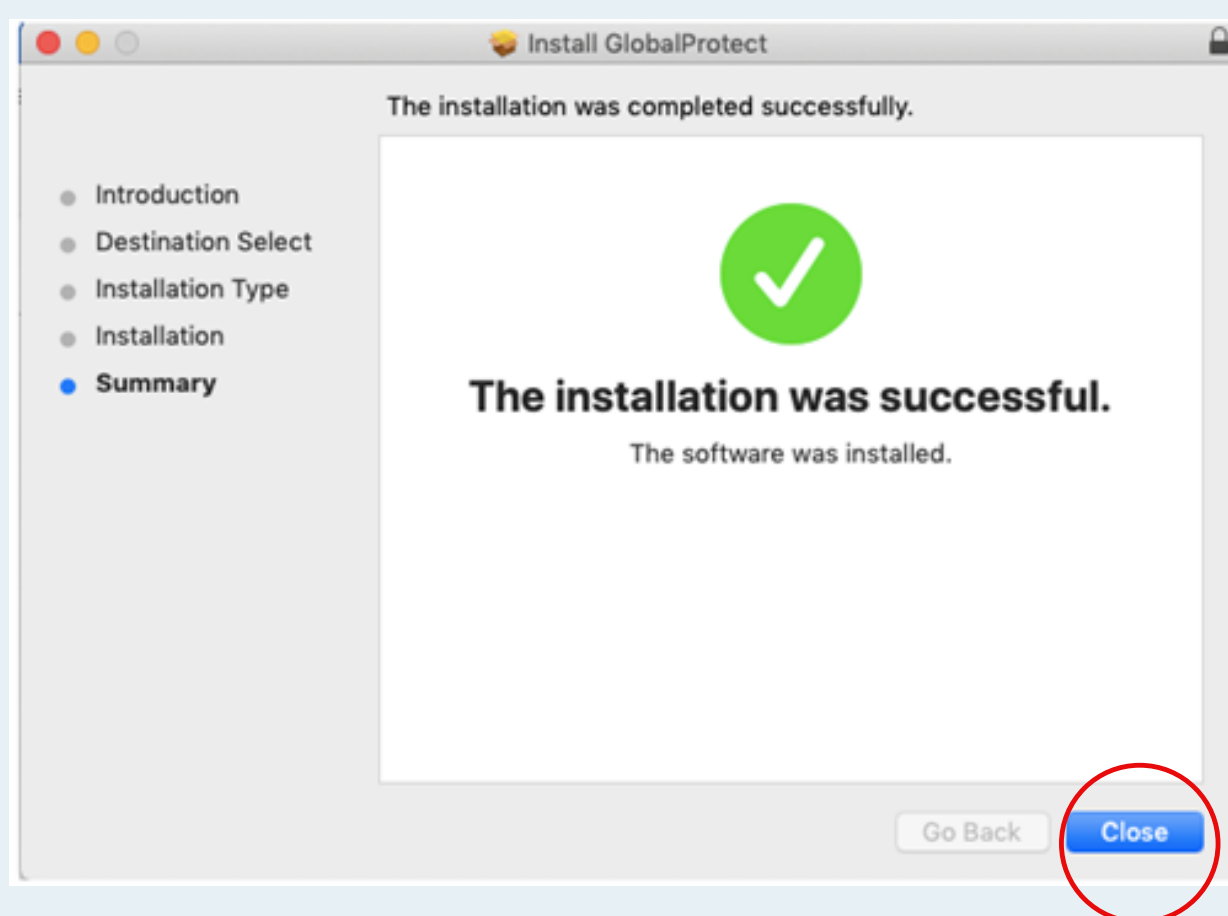 Install GlobalProtect
The installation was completed successfully.
Introduction
Destination Select
Installation Type
Installation
Summary
The installation was successful.
The software was installed.
Go Back
Close